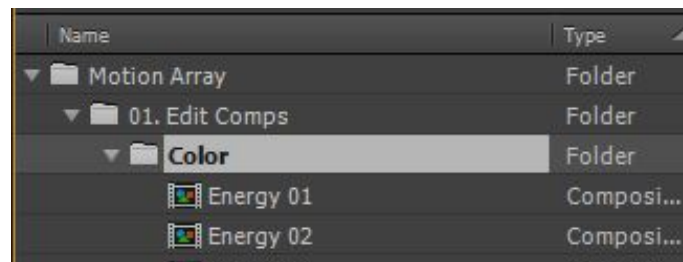 Name Type
Motion Array Folder
01. Edit Comps Folder
Color Folder
Energy 01 Composi...
Energy 02 Composi...